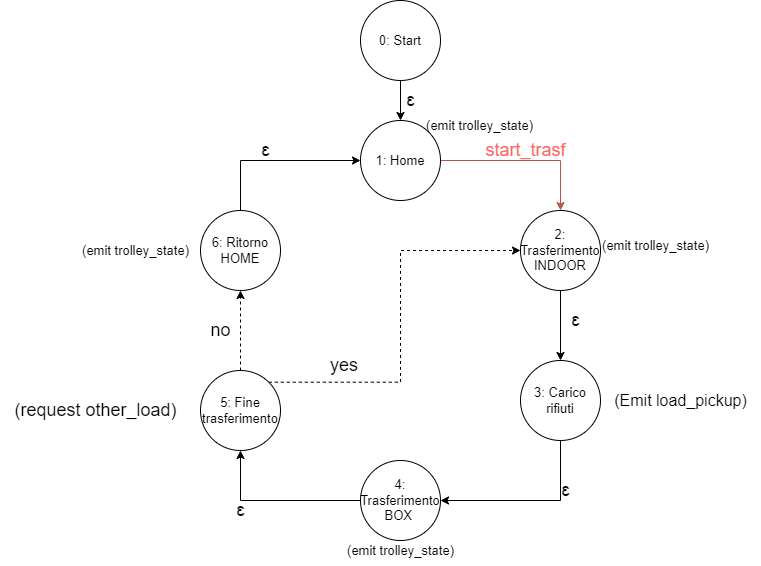 0: Start
ε
(emit trolley_state)
1: Home
start_trasf
ε
6: Ritorno
HOME
(emit trolley_state)
2:
Trasferimento
INDOOR
(emit trolley_state)
ε
no
yes
3: Carico
rifiuti
(Emit load_pickup)
5: Fine
trasferimento
(request other_load)
ε
4:
Trasferimento
BOX
ε
(emit trolley_state)